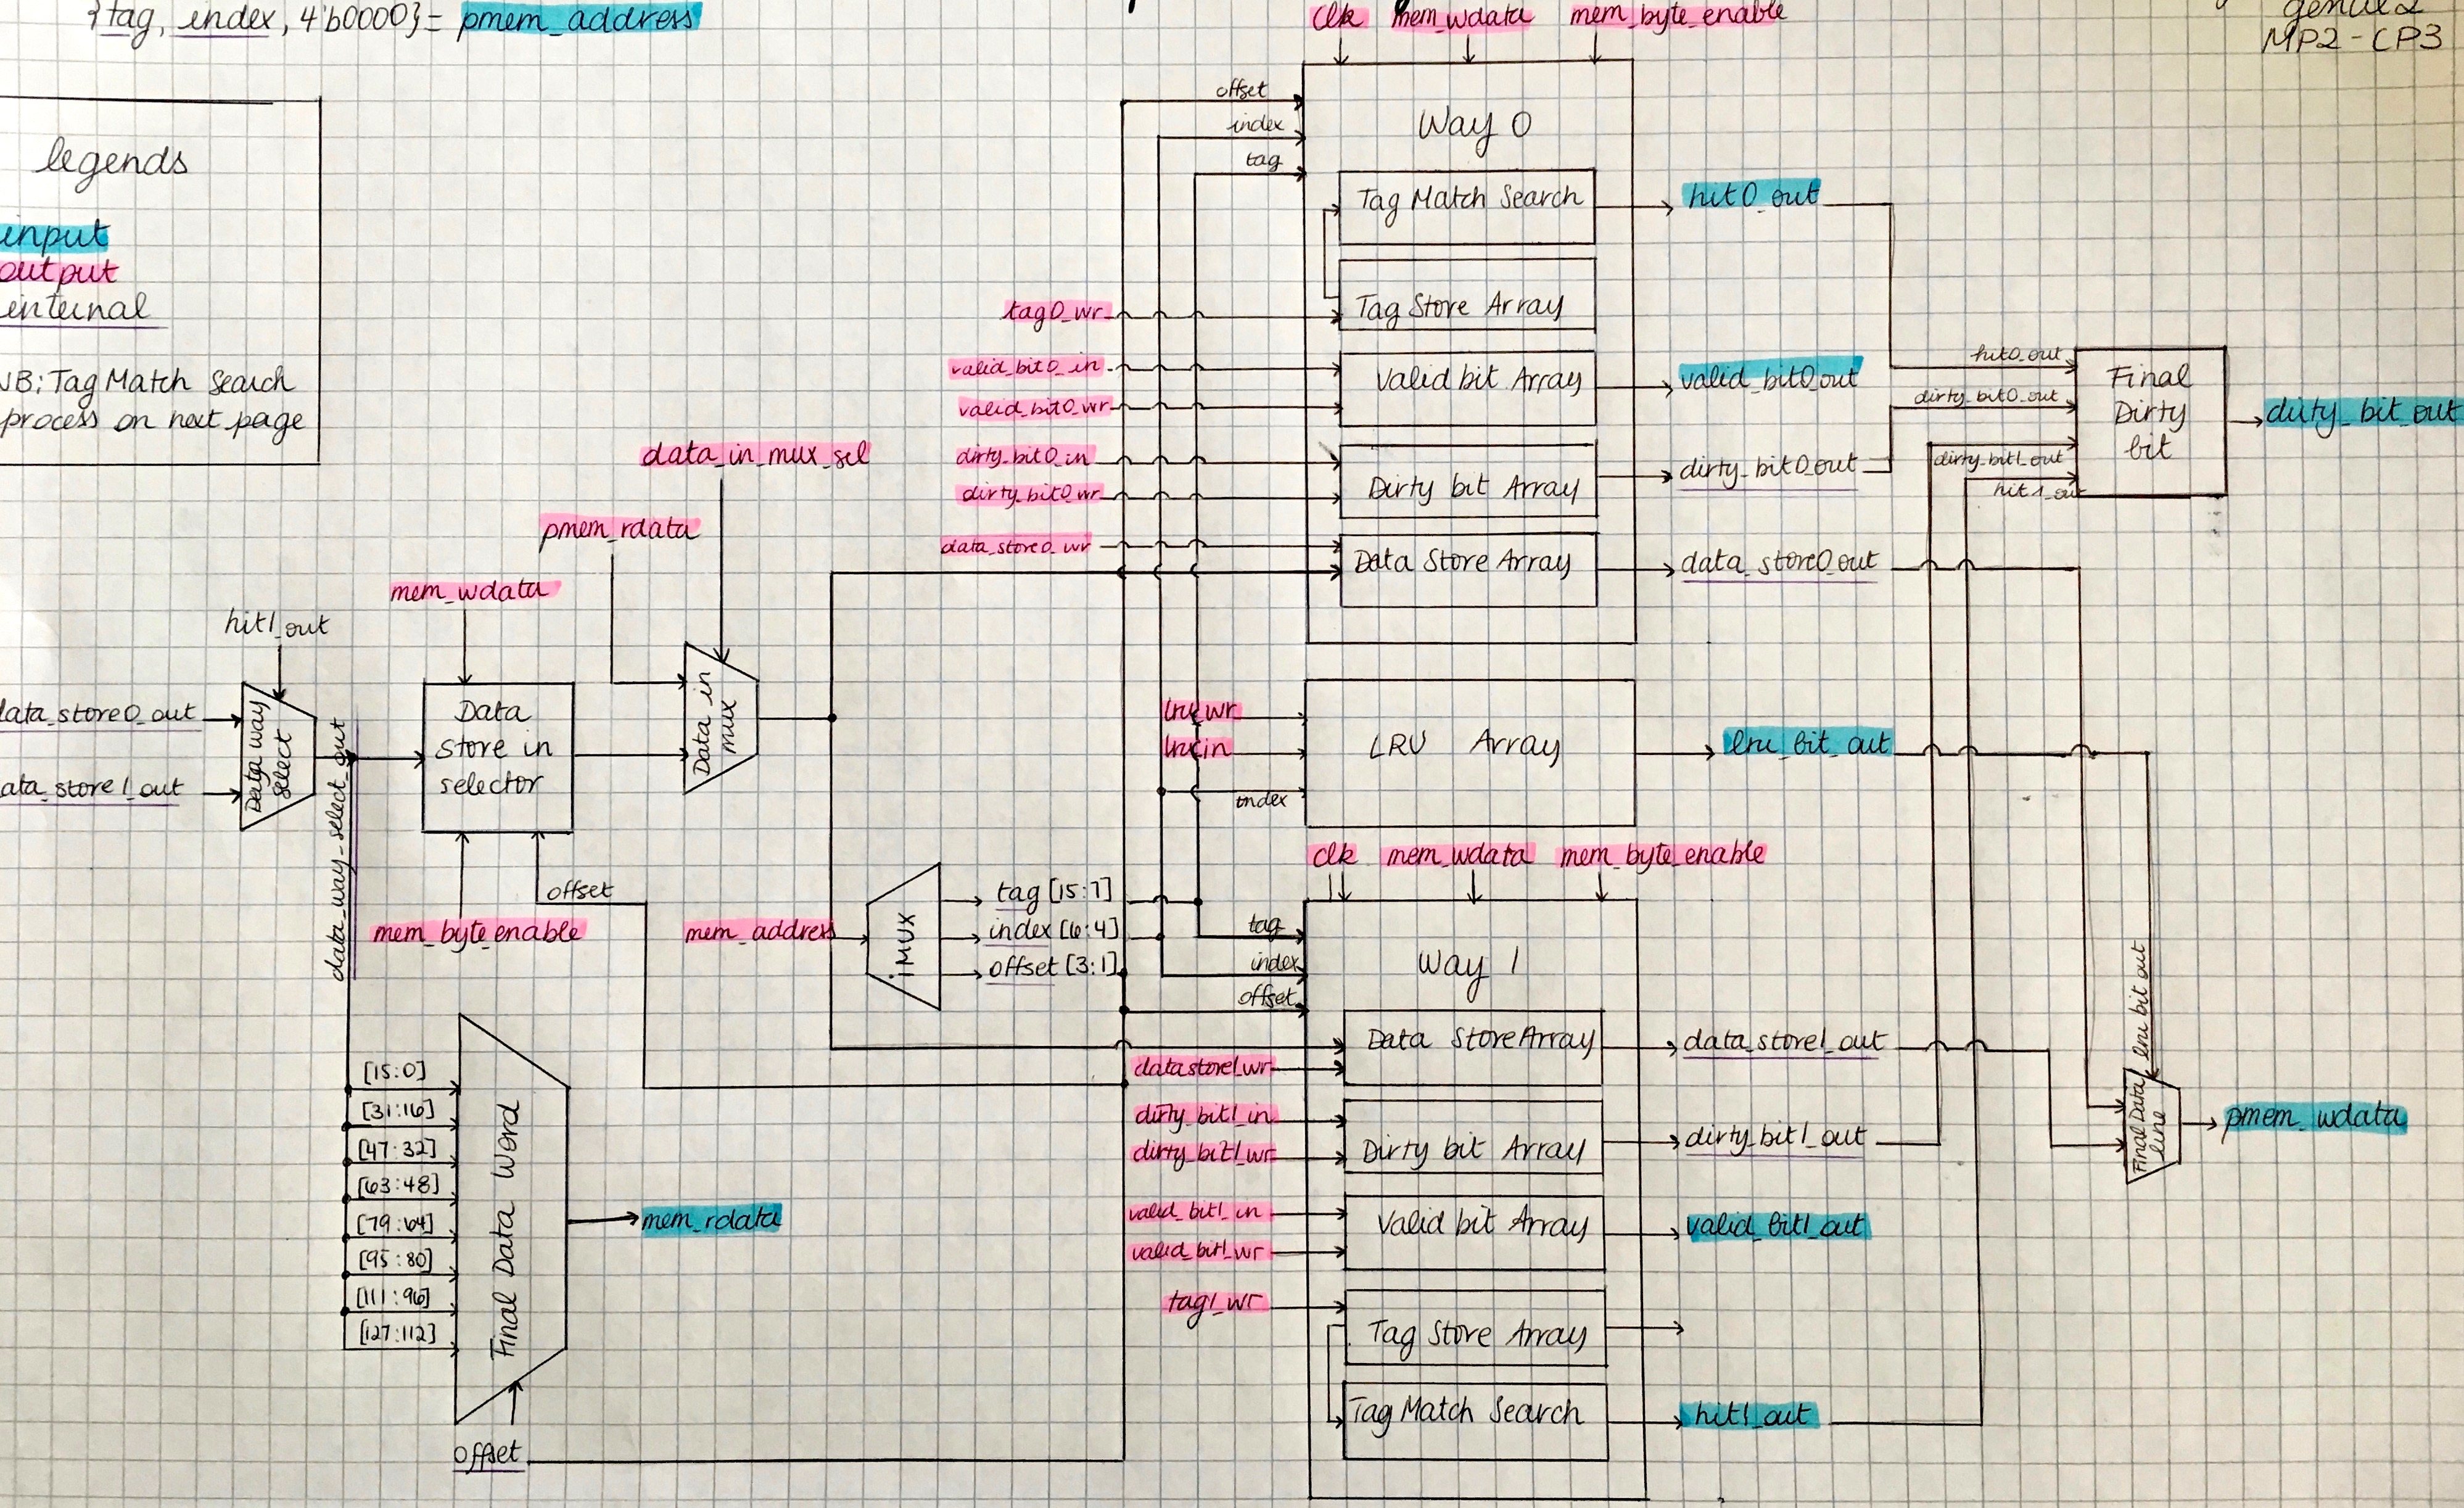 {tag, index, 4'b0000} = pmem_address
MP2-CP3
legends
input
output
internal
NB: Tag Match Search
process on next page
clk mem_wdata mem_byte_enable
offset
index
tag
Way 0
Tag Match Search
hit0_out
Tag Store Array
tag0_wr
valid_bit0_in
valid_bit0_wr
Valid bit Array
valid_bit0_out
dirty_bit0_in
dirty_bit0_wr
Dirty bit Array
dirty_bit0_out
data_store0_wr
Data Store Array
data_store0_out
hit0_out
dirty_bit0_out
dirty_bit1_out
hit1_out
Final
Dirty
bit
dirty_bit_out
data_in_mux_sel
pmem_rdata
mem_wdata
hit1_out
data_store0_out
data_store1_out
Data way
select
data_way_select_out
Data
store in
selector
Data in
mux
offset
mem_byte_enable
lru_wr
lru_in
index
LRU Array
lru_bit_out
mem_address
iMUX
tag [15:7]
index [6:4]
offset [3:1]
clk mem_wdata mem_byte_enable
tag
index
offset
Way 1
Data Store Array
datastore1_wr
data_store1_out
dirty_bit1_in
dirty_bit1_wr
Dirty bit Array
dirty_bit1_out
valid_bit1_in
valid_bit1_wr
Valid bit Array
valid_bit1_out
tag1_wr
Tag Store Array
Tag Match Search
hit1_out
lru bit out
Final Data
line
pmem_wdata
[15:0]
[31:16]
[47:32]
[63:48]
[79:64]
[95:80]
[111:96]
[127:112]
Final Data Word
mem_rdata
offset